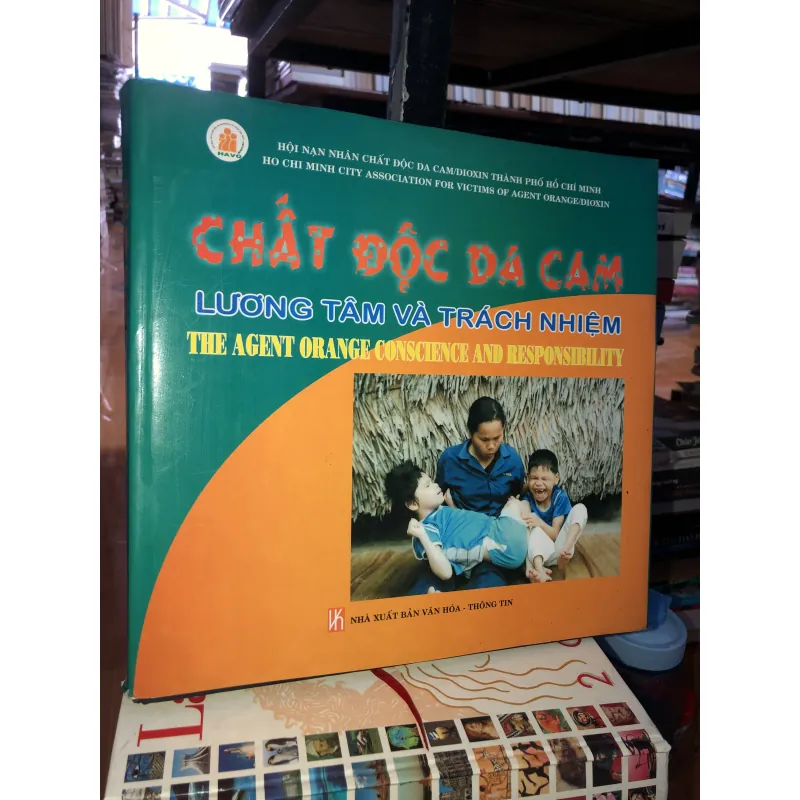 HAVO
HỘI NẠN NHÂN CHẤT ĐỘC DA CAM/DIOXIN THÀNH PHỐ HỒ CHÍ MINH
HO CHI MINH CITY ASSOCIATION FOR VICTIMS OF AGENT ORANGE/DIOXIN
CHẤT ĐỘC DA CAM
LƯƠNG TÂM VÀ TRÁCH NHIỆM
THE AGENT ORANGE CONSCIENCE AND RESPONSIBILITY
NHÀ XUẤT BẢN VĂN HÓA - THÔNG TIN